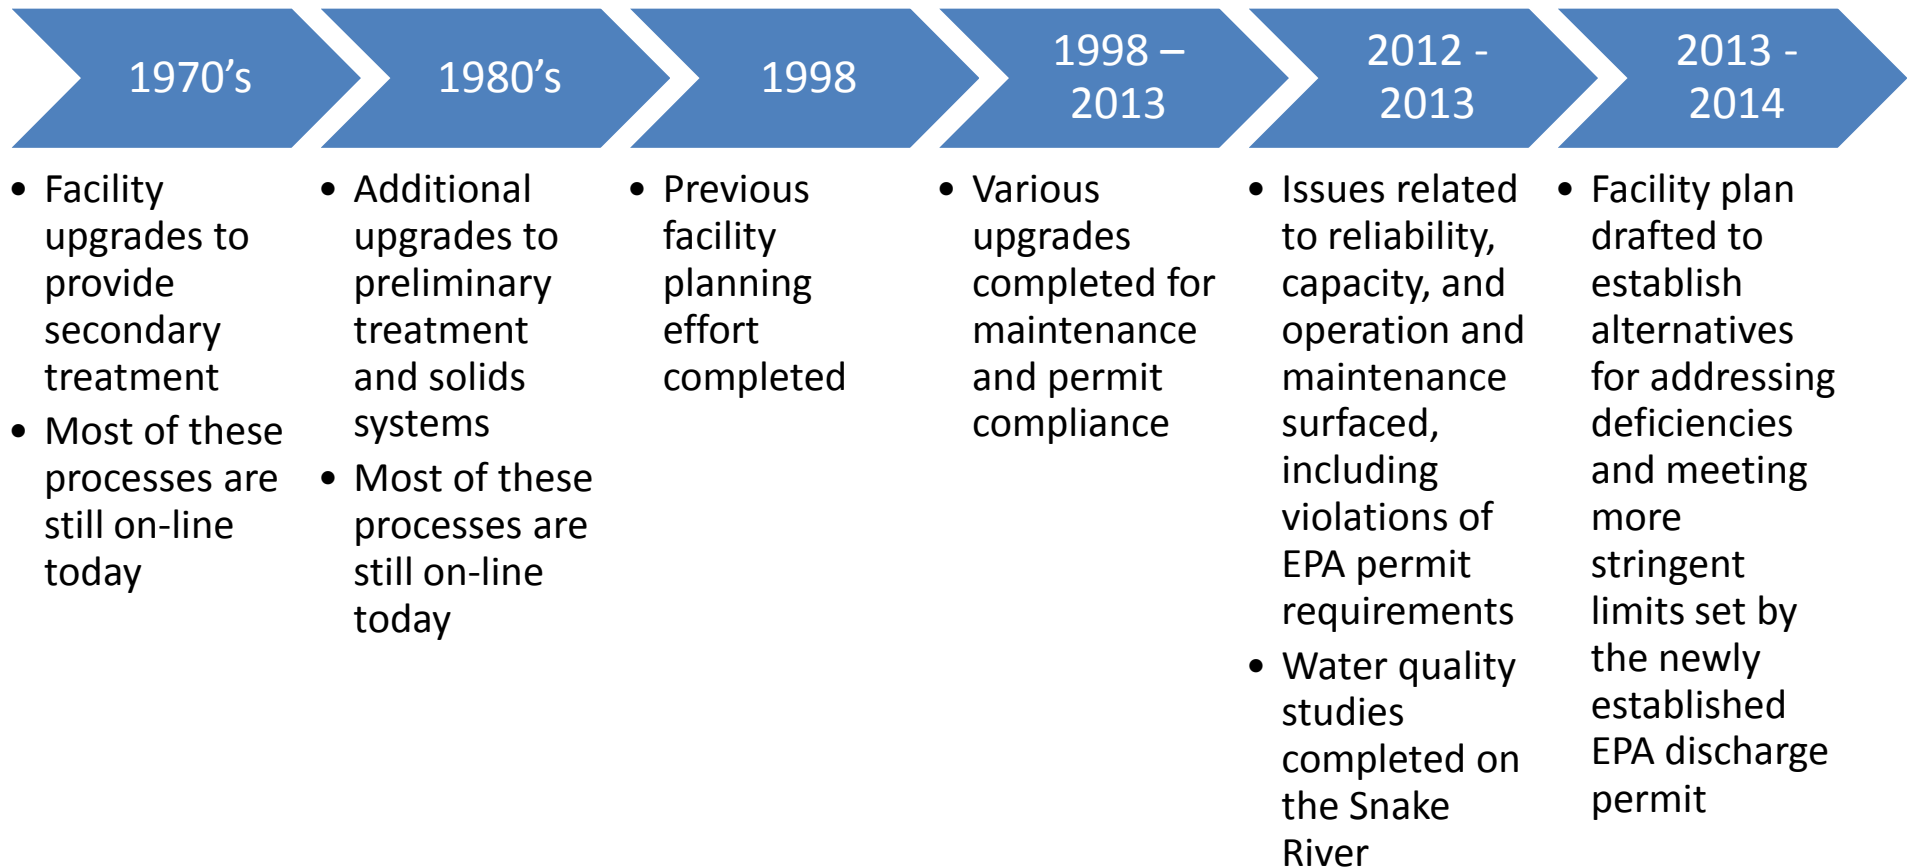 1970’s
1980’s
1998
1998 –
2013
2012 -
2013
2013 -
2014
• Facility
upgrades to
provide
secondary
treatment
• Most of these
processes are
still on-line
today
• Additional
upgrades to
preliminary
treatment
and solids
systems
• Most of these
processes are
still on-line
today
• Previous
facility
planning
effort
completed
• Various
upgrades
completed for
maintenance
and permit
compliance
• Issues related
to reliability,
capacity, and
operation and
maintenance
surfaced,
including
violations of
EPA permit
requirements
• Water quality
studies
completed on
the Snake
River
• Facility plan
drafted to
establish
alternatives
for addressing
deficiencies
and meeting
more
stringent
limits set by
the newly
established
EPA discharge
permit